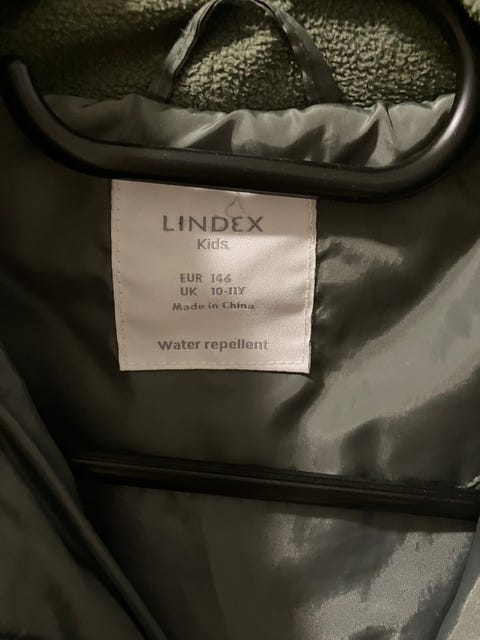 LINDEX
Kids
EUR 146
UK 10-11Y
Made in China
Water repellent